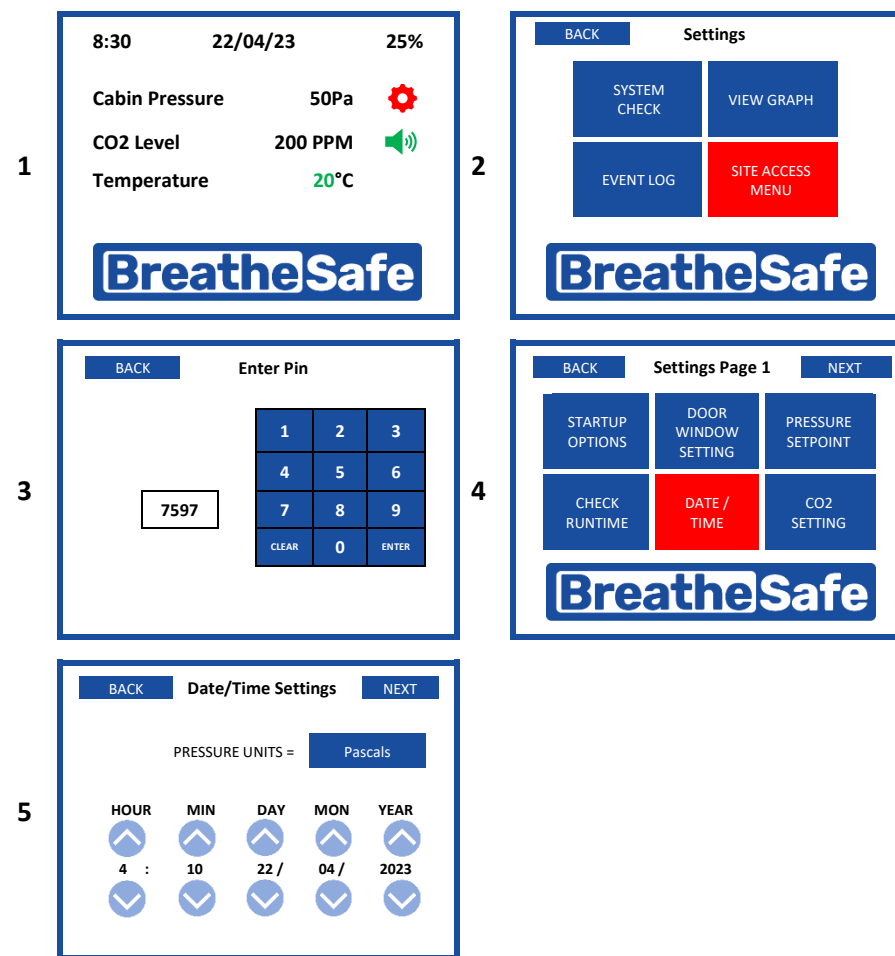 1
8:30 22/04/23 25%
Cabin Pressure 50Pa
CO2 Level 200 PPM
Temperature 20°C
BreatheSafe
2
BACK Settings
SYSTEM
CHECK
VIEW GRAPH
EVENT LOG
SITE ACCESS
MENU
BreatheSafe
3
BACK Enter Pin
7597
1 2 3
4 5 6
7 8 9
CLEAR 0 ENTER
4
BACK Settings Page 1 NEXT
STARTUP
OPTIONS
DOOR
WINDOW
SETTING
PRESSURE
SETPOINT
CHECK
RUNTIME
DATE /
TIME
CO2
SETTING
BreatheSafe
5
BACK Date/Time Settings NEXT
PRESSURE UNITS = Pascals
HOUR MIN DAY MON YEAR
4 : 10 22 / 04 / 2023